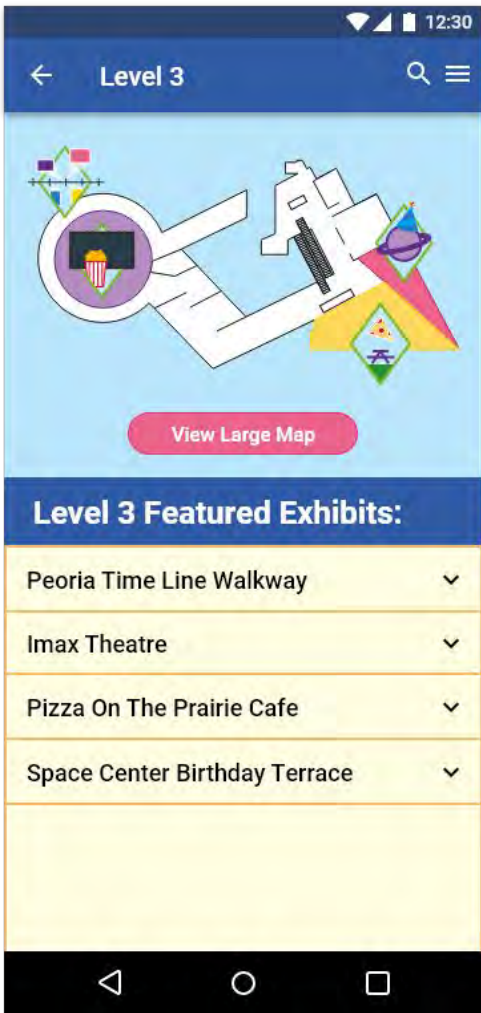 12:30
Level 3
View Large Map
Level 3 Featured Exhibits:
Peoria Time Line Walkway
Imax Theatre
Pizza On The Prairie Cafe
Space Center Birthday Terrace